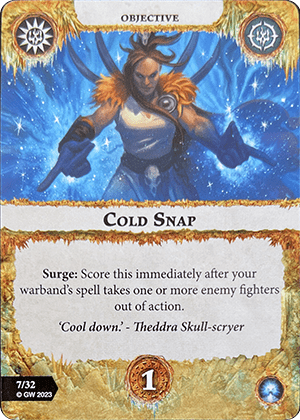 OBJECTIVE
COLD SNAP
Surge: Score this immediately after your
warband's spell takes one or more enemy fighters
out of action.
'Cool down.' - Theddra Skull-scryer
7/32
© GW 2023
1